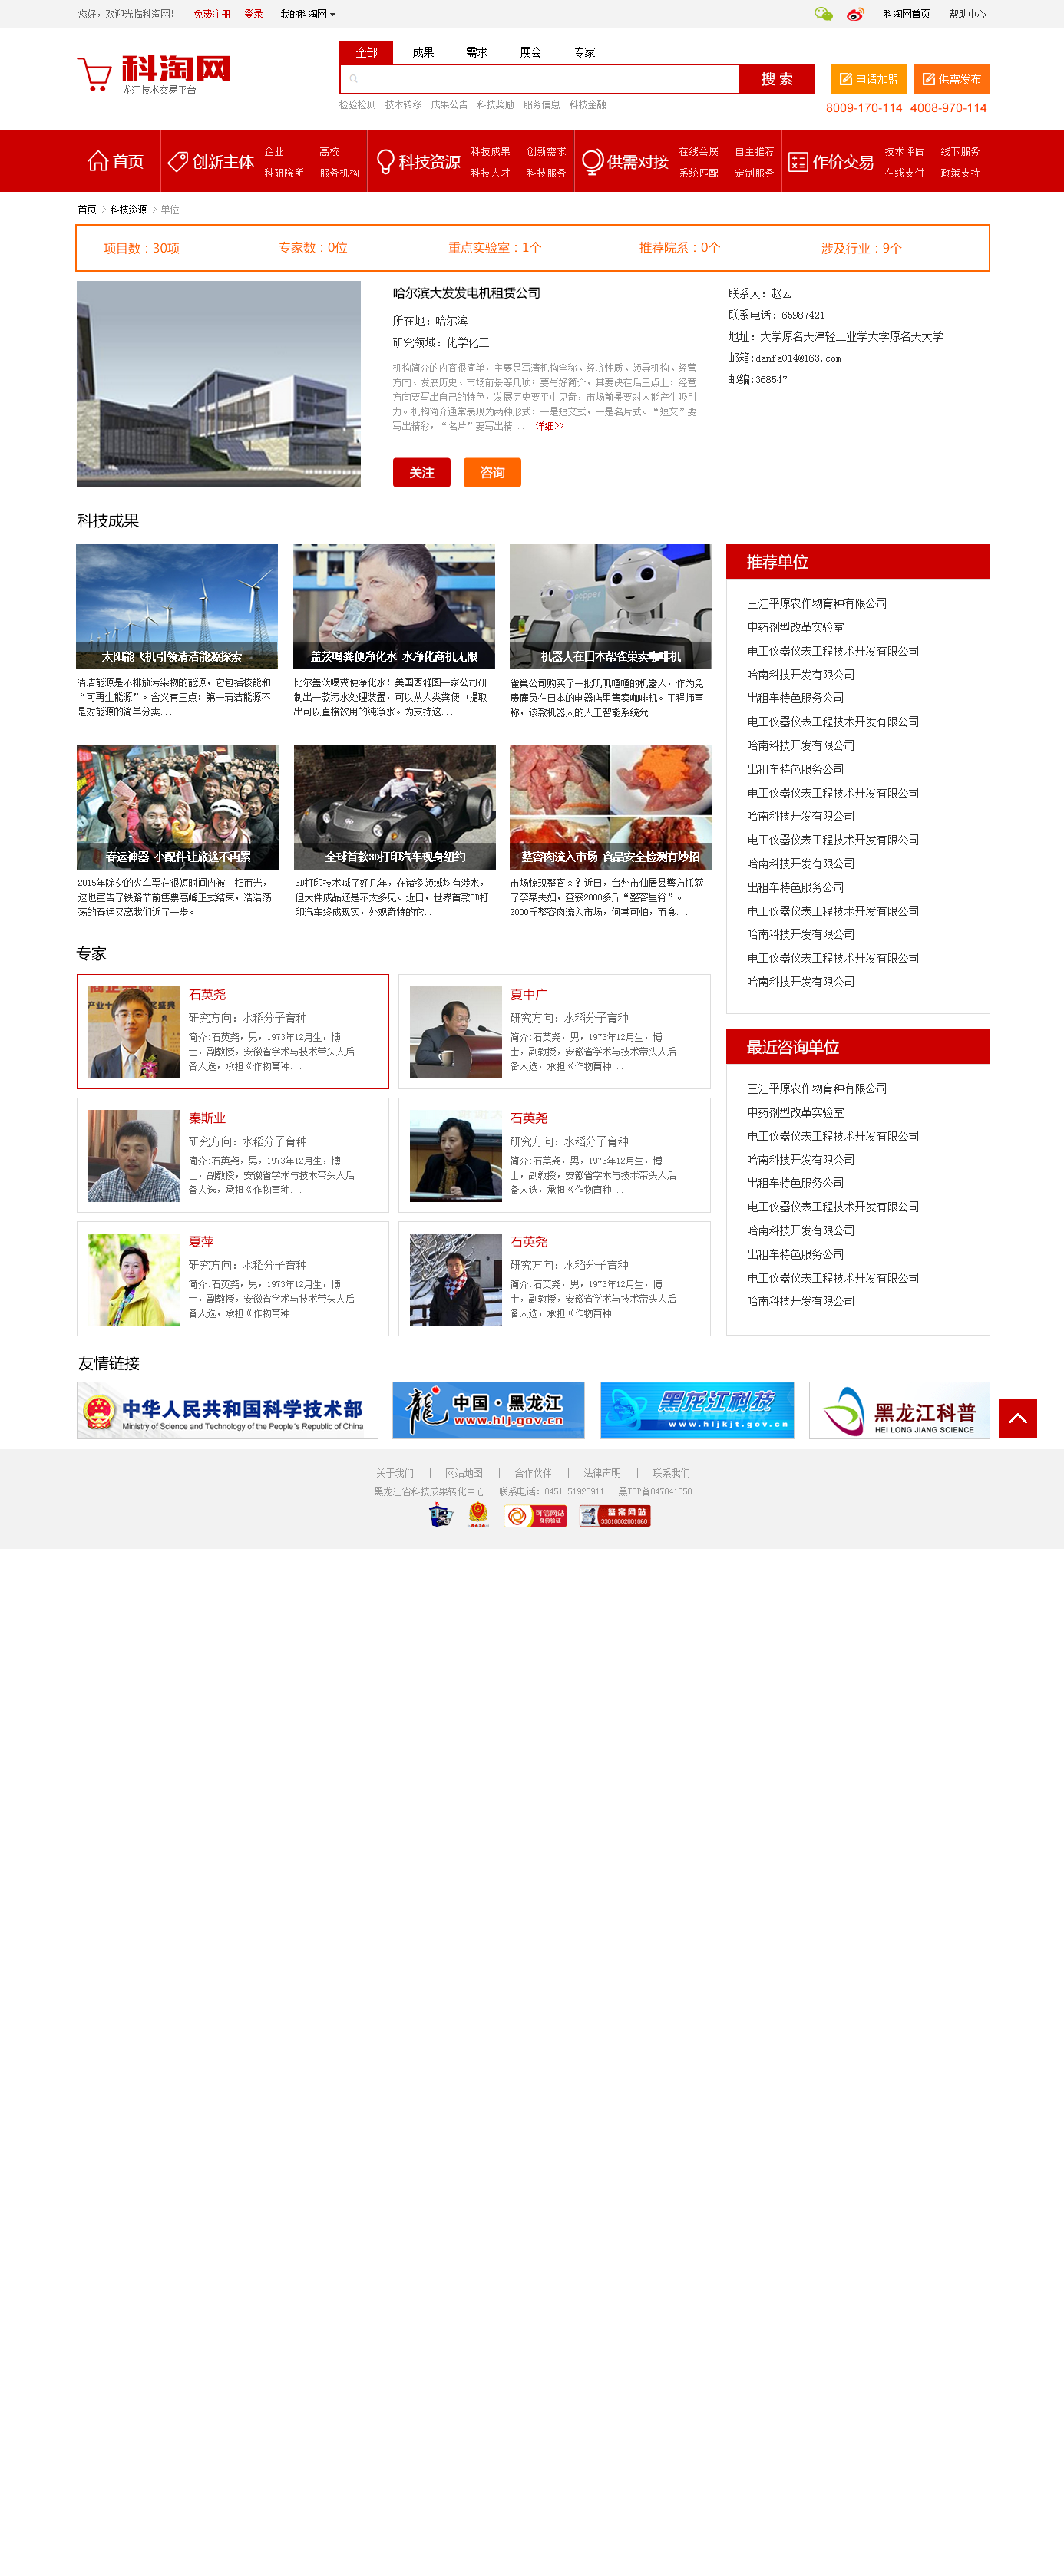 您好，欢迎光临科淘网！ 免费注册 登录 我的科淘网 科淘网首页 帮助中心
科淘网
龙江技术交易平台
全部 成果 需求 展会 专家
搜 索
申请加盟 供需发布
检验检测 技术转移 成果公告 科技奖励 服务信息 科技金融
8009-170-114 4008-970-114
首页 创新主体 企业 高校 科技资源 科技成果 创新需求 供需对接 在线会展 自主推荐 作价交易 技术评估 线下服务
科研院所 服务机构 科技人才 科技服务 系统匹配 定制服务 在线支付 政策支持
首页 > 科技资源 > 单位
项目数：30项 专家数：0位 重点实验室：1个 推荐院系：0个 涉及行业：9个
哈尔滨大发发电机租赁公司
所在地：哈尔滨
研究领域：化学化工
机构简介的内容很简单，主要是写清机构全称、经济性质、领导机构、经营
方向、发展历史、市场前景等几项；要写好简介，其要诀在后三点上：经营
方向要写出自己的特色，发展历史要平中见奇，市场前景要对人能产生吸引
力。机构简介通常表现为两种形式：一是短文式，一是名片式。“短文”要
写出精彩，“名片”要写出精... 详细>>
关注 咨询
联系人：赵云
联系电话：65987421
地址：大学原名天津轻工业学大学原名天大学
邮箱:danfa014@163.com
邮编:368547
科技成果
太阳能飞机引领清洁能源探索
清洁能源是不排放污染物的能源，它包括核能和
“可再生能源”。含义有三点：第一清洁能源不
是对能源的简单分类...
盖茨喝粪便净化水 水净化商机无限
比尔盖茨喝粪便净化水！美国西雅图一家公司研
制出一款污水处理装置，可以从人类粪便中提取
出可以直接饮用的纯净水。为支持这...
pepper
机器人在日本帮雀巢卖咖啡机
雀巢公司购买了一批叽叽喳喳的机器人，作为免
费雇员在日本的电器店里售卖咖啡机。工程师声
称，该款机器人的人工智能系统允...
春运神器 小配件让旅途不再累
2015年除夕的火车票在很短时间内被一扫而光，
这也宣告了铁路节前售票高峰正式结束，浩浩荡
荡的春运又离我们近了一步。
全球首款3D打印汽车现身纽约
3D打印技术喊了好几年，在诸多领域均有涉水，
但大件成品还是不太多见。近日，世界首款3D打
印汽车终成现实，外观奇特的它...
整容肉流入市场 食品安全检测有妙招
市场惊现整容肉？近日，台州市仙居县警方抓获
了李某夫妇，查获2000多斤“整容里脊”。
2000斤整容肉流入市场，何其可怕，而食...
推荐单位
三江平原农作物育种有限公司
中药剂型改革实验室
电工仪器仪表工程技术开发有限公司
哈南科技开发有限公司
出租车特色服务公司
电工仪器仪表工程技术开发有限公司
哈南科技开发有限公司
出租车特色服务公司
电工仪器仪表工程技术开发有限公司
哈南科技开发有限公司
电工仪器仪表工程技术开发有限公司
哈南科技开发有限公司
出租车特色服务公司
电工仪器仪表工程技术开发有限公司
哈南科技开发有限公司
电工仪器仪表工程技术开发有限公司
哈南科技开发有限公司
专家
石英尧
研究方向：水稻分子育种
简介:石英尧，男，1973年12月生，博
士，副教授，安徽省学术与技术带头人后
备人选，承担《作物育种...
夏中广
研究方向：水稻分子育种
简介:石英尧，男，1973年12月生，博
士，副教授，安徽省学术与技术带头人后
备人选，承担《作物育种...
秦斯业
研究方向：水稻分子育种
简介:石英尧，男，1973年12月生，博
士，副教授，安徽省学术与技术带头人后
备人选，承担《作物育种...
石英尧
研究方向：水稻分子育种
简介:石英尧，男，1973年12月生，博
士，副教授，安徽省学术与技术带头人后
备人选，承担《作物育种...
夏萍
研究方向：水稻分子育种
简介:石英尧，男，1973年12月生，博
士，副教授，安徽省学术与技术带头人后
备人选，承担《作物育种...
石英尧
研究方向：水稻分子育种
简介:石英尧，男，1973年12月生，博
士，副教授，安徽省学术与技术带头人后
备人选，承担《作物育种...
最近咨询单位
三江平原农作物育种有限公司
中药剂型改革实验室
电工仪器仪表工程技术开发有限公司
哈南科技开发有限公司
出租车特色服务公司
电工仪器仪表工程技术开发有限公司
哈南科技开发有限公司
出租车特色服务公司
电工仪器仪表工程技术开发有限公司
哈南科技开发有限公司
友情链接
中华人民共和国科学技术部
Ministry of Science and Technology of the People's Republic of China
龍 中国·黑龙江
www.hlj.gov.cn
黑龙江科技
www.hljkjt.gov.cn
黑龙江科普
HEI LONG JIANG SCIENCE
关于我们 | 网站地图 | 合作伙伴 | 法律声明 | 联系我们
黑龙江省科技成果转化中心 联系电话：0451-51920911 黑ICP备047841858
可信网站
身份验证
备案网站
33010002001060